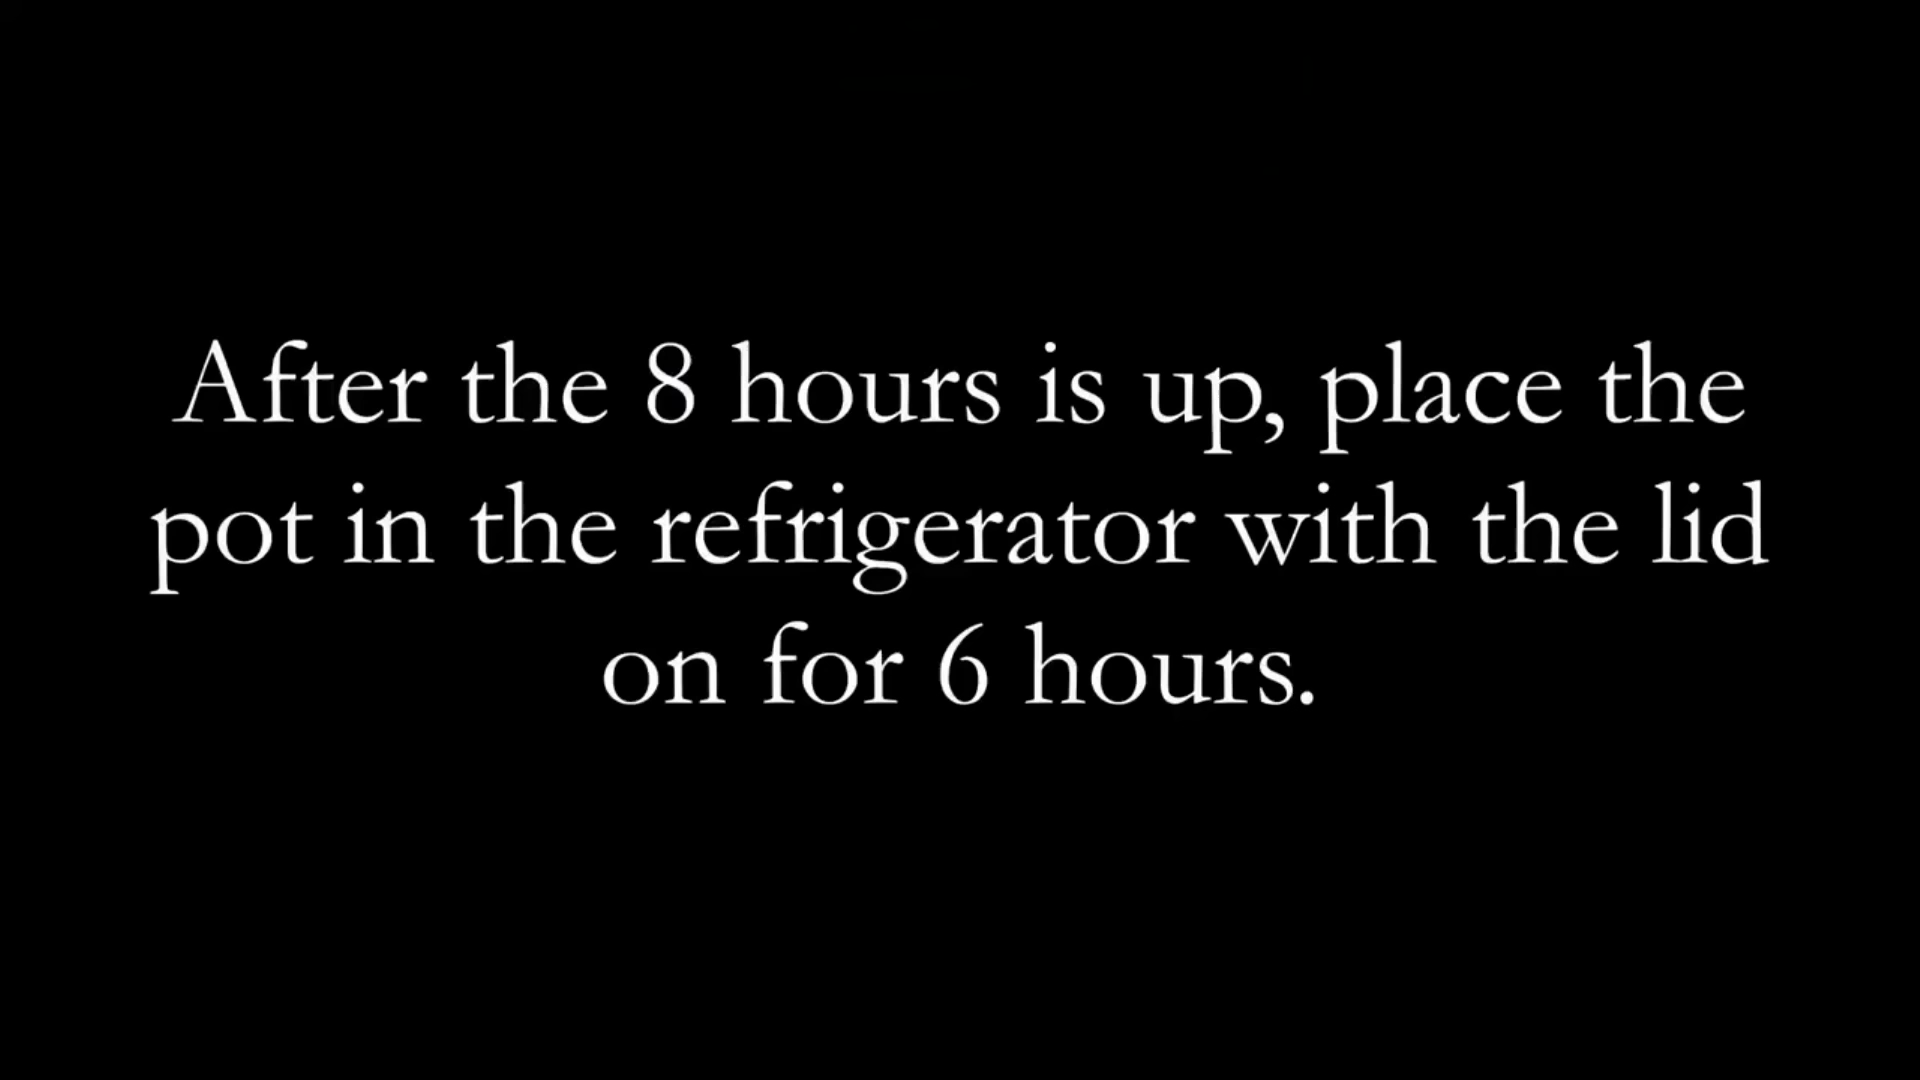 After the 8 hours is up, place the
pot in the refrigerator with the lid
on for 6 hours.